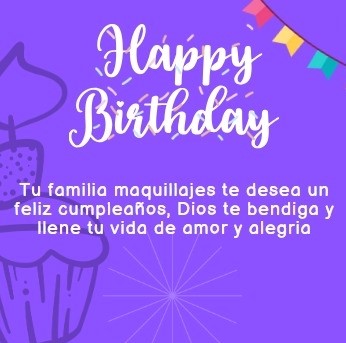 Happy
Birthday
Tu familia maquillajes te desea un
feliz cumpleaños, Dios te bendiga y
llene tu vida de amor y alegria